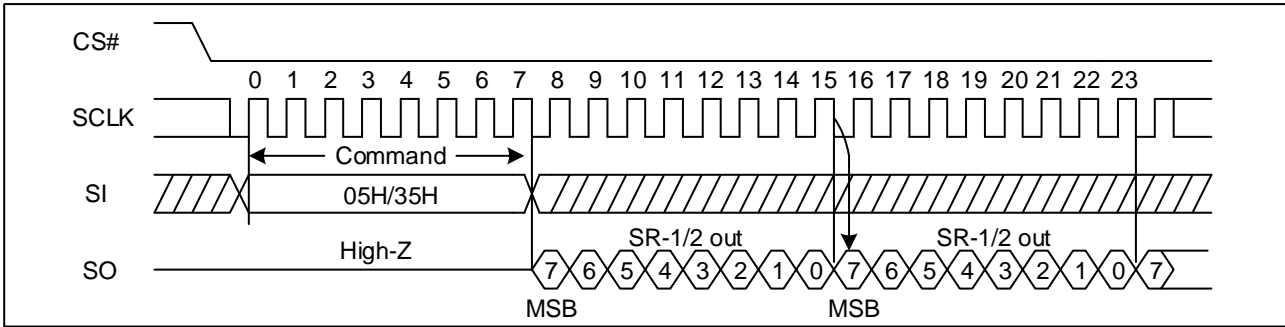 CS#
0 1 2 3 4 5 6 7 8 9 10 11 12 13 14 15 16 17 18 19 20 21 22 23
SCLK
Command
SI
05H/35H
High-Z
SR-1/2 out SR-1/2 out
SO
7 6 5 4 3 2 1 0 7 6 5 4 3 2 1 0 7
MSB MSB